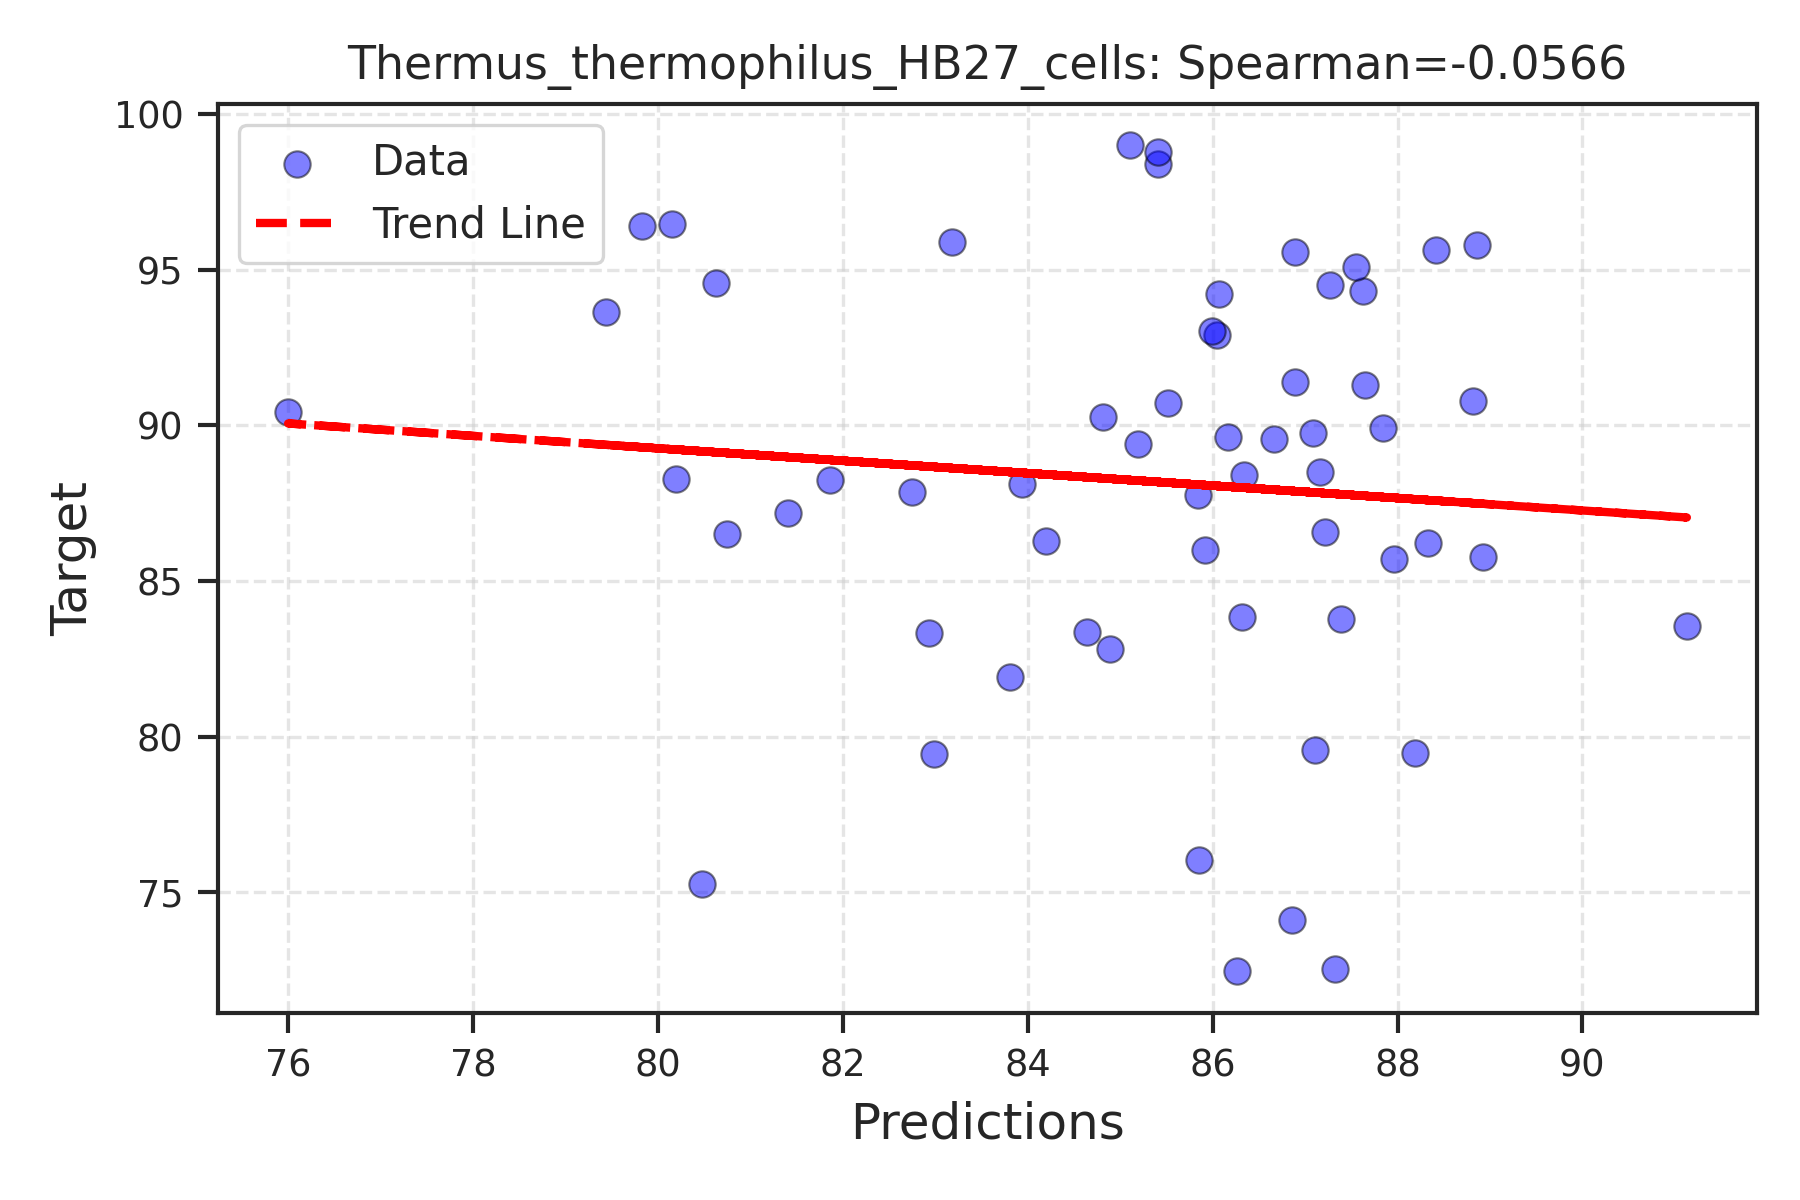 Thermus_thermophilus_HB27_cells: Spearman=-0.0566
Data
Trend Line
Target
100
95
90
85
80
75
76 78 80 82 84 86 88 90
Predictions